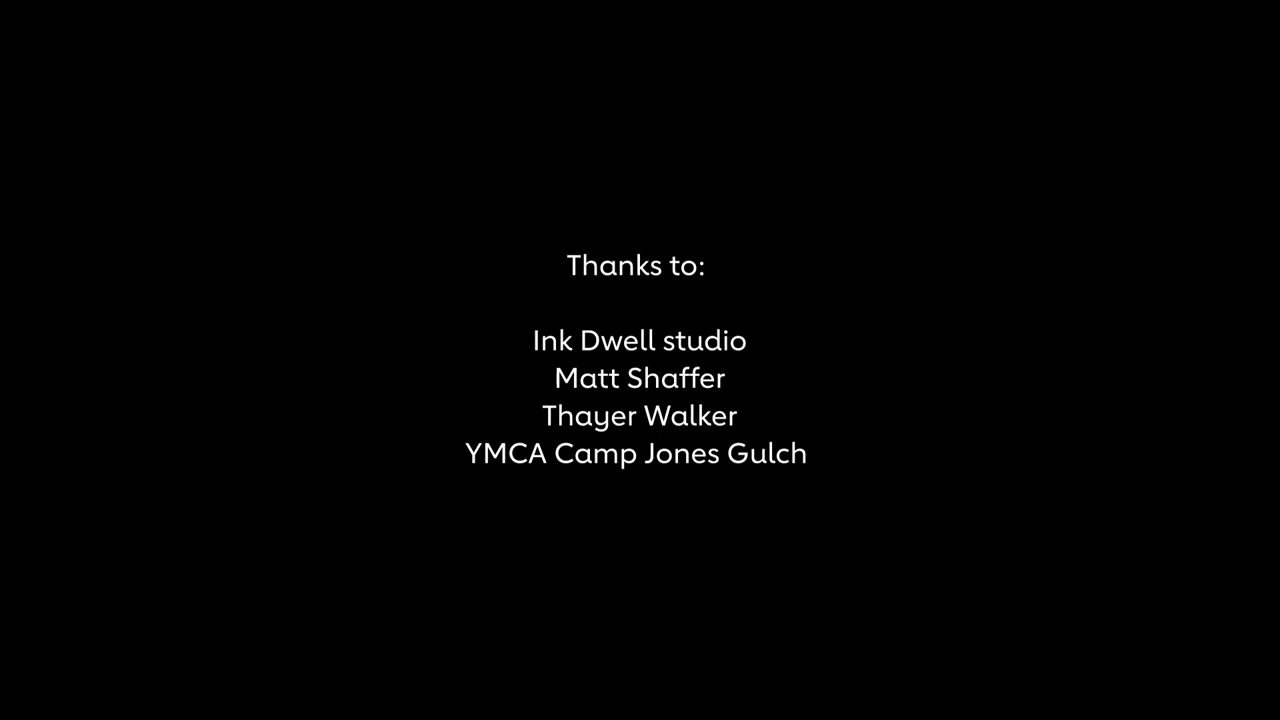 Thanks to:
Ink Dwell studio
Matt Shaffer
Thayer Walker
YMCA Camp Jones Gulch